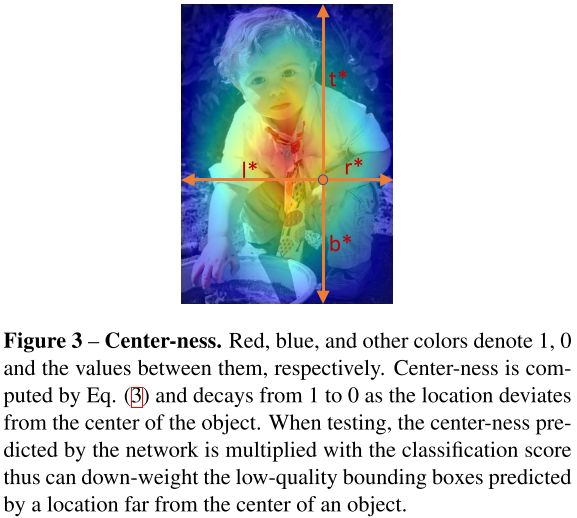 t*
l*
r*
b*
Figure 3 – Center-ness. Red, blue, and other colors denote 1, 0
and the values between them, respectively. Center-ness is com-
puted by Eq. (3) and decays from 1 to 0 as the location deviates
from the center of the object. When testing, the center-ness pre-
dicted by the network is multiplied with the classification score
thus can down-weight the low-quality bounding boxes predicted
by a location far from the center of an object.